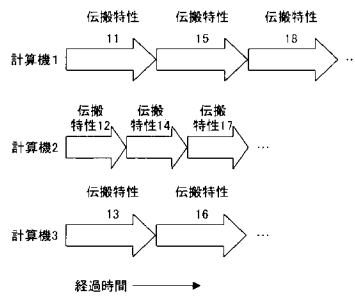 伝搬特性 伝搬特性 伝搬特性
計算機1 11 15 18 …
伝搬 伝搬 伝搬
特性12 特性14 特性17
計算機2 …
伝搬特性 伝搬特性
計算機3 13 16 …
経過時間